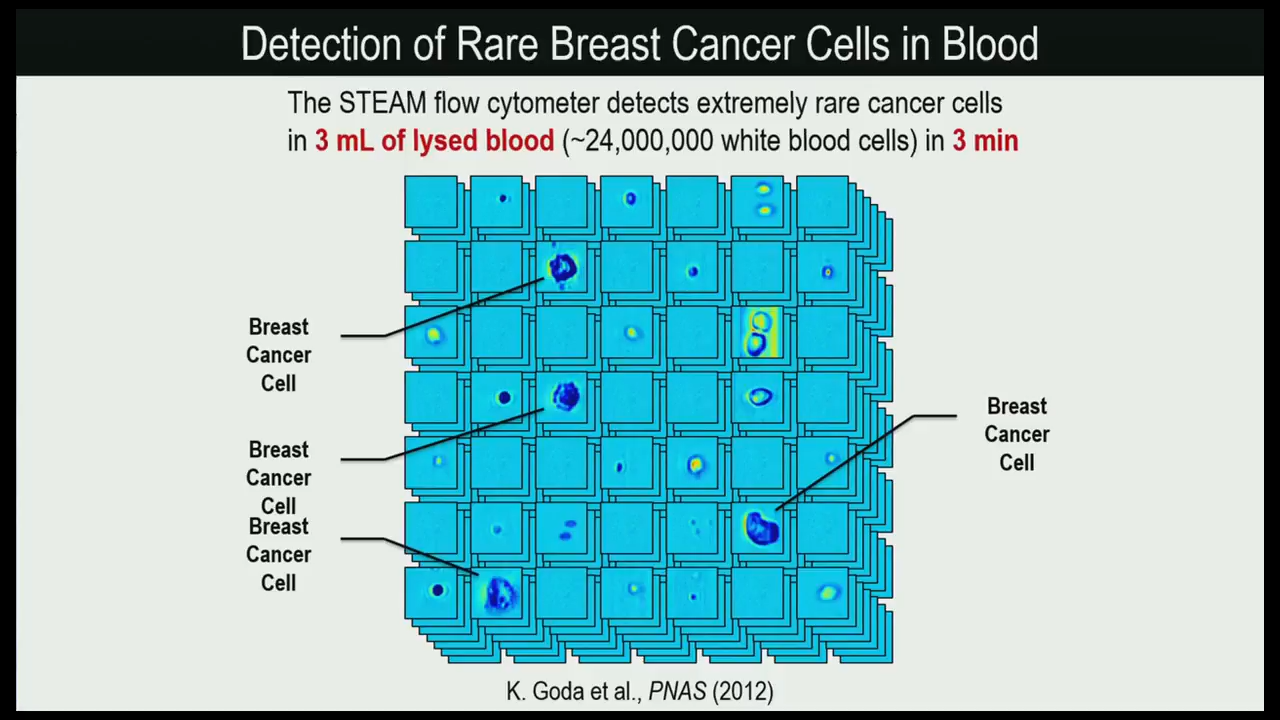 Detection of Rare Breast Cancer Cells in Blood
The STEAM flow cytometer detects extremely rare cancer cells
in 3 mL of lysed blood (~24,000,000 white blood cells) in 3 min
Breast
Cancer
Cell
Breast
Cancer
Cell
Breast
Cancer
Cell
Breast
Cancer
Cell
K. Goda et al., PNAS (2012)